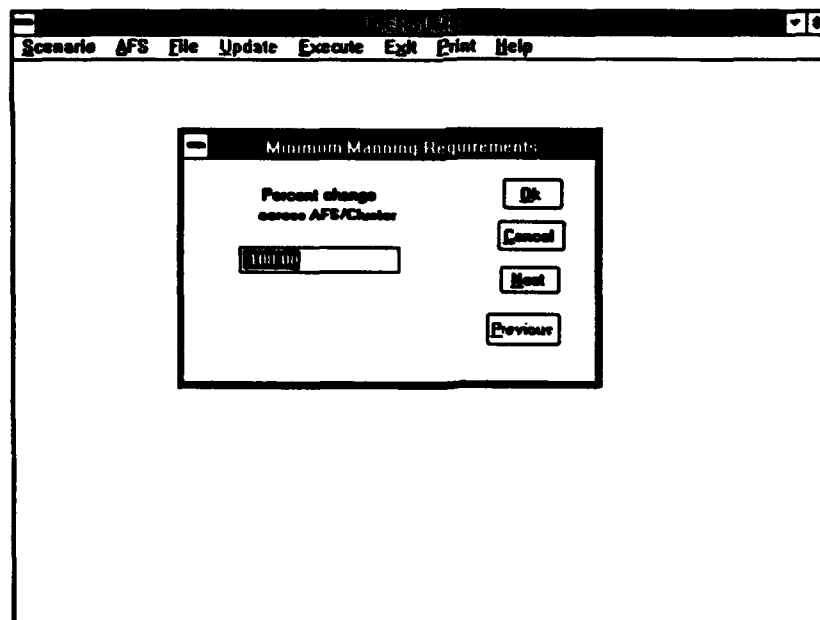 Scenario AFS File Update Execute Exit Print Help
Minimum Manning Requirements
Percent change
across AFS/Cluster
100.00
Ok
Cancel
Next
Previous